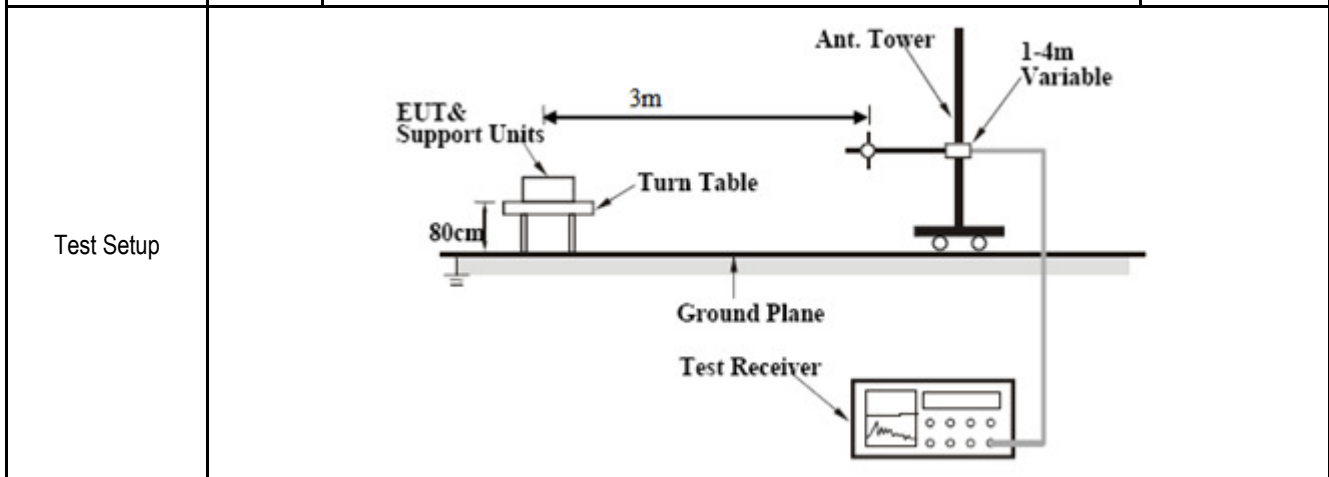 Test Setup
Ant. Tower
1-4m
Variable
3m
EUT&
Support Units
Turn Table
80cm
Ground Plane
Test Receiver